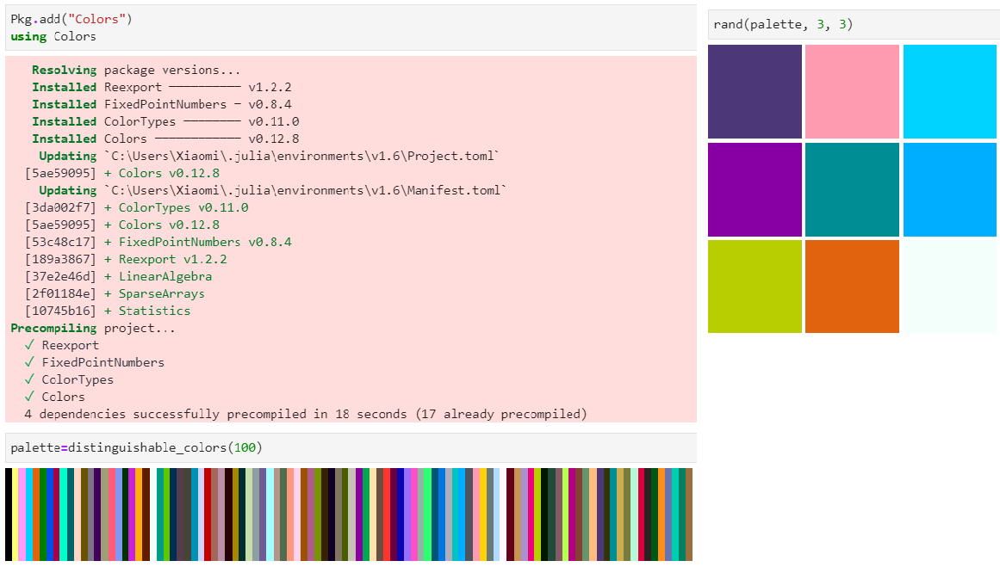 Pkg.add("Colors")
using Colors
Resolving package versions...
Installed Reexport ────────── v1.2.2
Installed FixedPointNumbers ─ v0.8.4
Installed ColorTypes ──────── v0.11.0
Installed Colors ──────────── v0.12.8
Updating `C:\Users\Xiaomi\.julia\environments\v1.6\Project.toml`
[5ae59095] + Colors v0.12.8
Updating `C:\Users\Xiaomi\.julia\environments\v1.6\Manifest.toml`
[3da002f7] + ColorTypes v0.11.0
[5ae59095] + Colors v0.12.8
[53c48c17] + FixedPointNumbers v0.8.4
[189a3867] + Reexport v1.2.2
[37e2e46d] + LinearAlgebra
[2f01184e] + SparseArrays
[10745b16] + Statistics
Precompiling project...
✓ Reexport
✓ FixedPointNumbers
✓ ColorTypes
✓ Colors
4 dependencies successfully precompiled in 18 seconds (17 already precompiled)
palette=distinguishable_colors(100)
rand(palette, 3, 3)